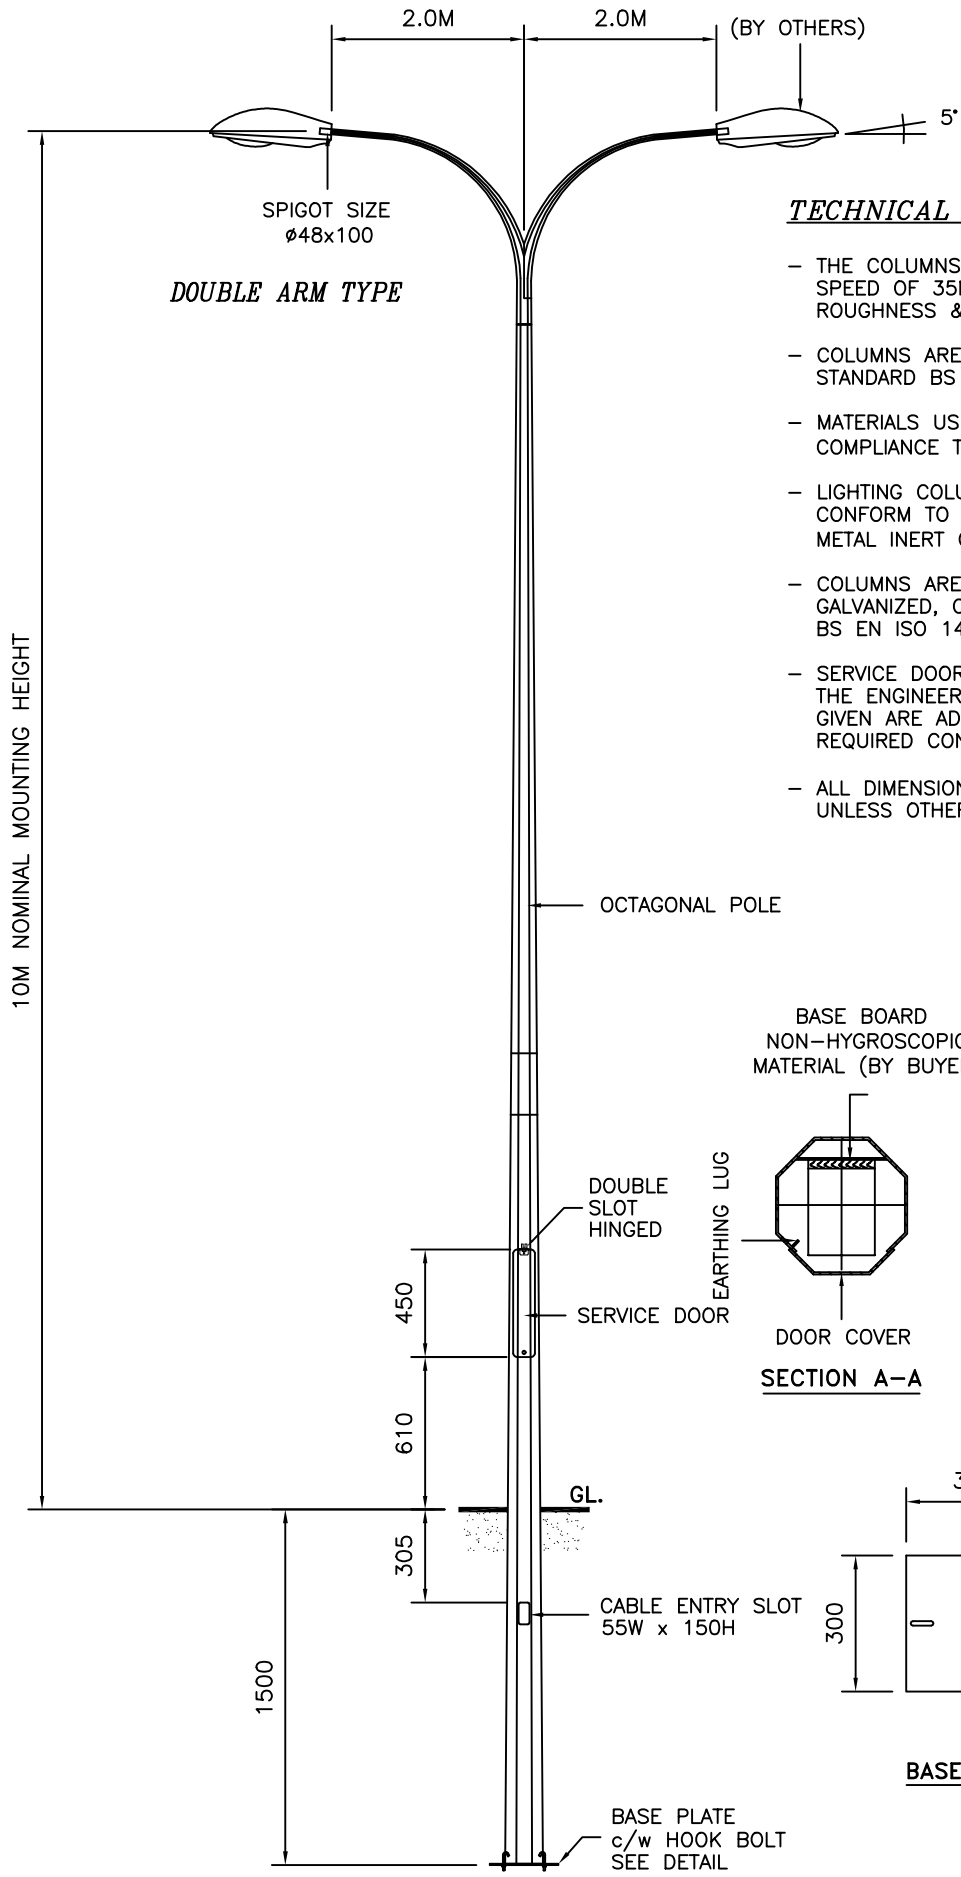 2.0M
2.0M
(BY OTHERS)
5°
SPIGOT SIZE
ø48x100
DOUBLE ARM TYPE
TECHNICAL
- THE COLUMNS
SPEED OF 35
ROUGHNESS &
- COLUMNS ARE
STANDARD BS
- MATERIALS US
COMPLIANCE T
- LIGHTING COLU
CONFORM TO
METAL INERT
- COLUMNS ARE
GALVANIZED,
BS EN ISO 14
- SERVICE DOOR
THE ENGINEER
GIVEN ARE AD
REQUIRED CON
- ALL DIMENSION
UNLESS OTHER
10M NOMINAL MOUNTING HEIGHT
OCTAGONAL POLE
BASE BOARD
NON-HYGROSCOPIC
MATERIAL (BY BUYE
EARTHING LUG
DOUBLE
SLOT
HINGED
450
SERVICE DOOR
DOOR COVER
SECTION A-A
610
GL.
305
CABLE ENTRY SLOT
55W x 150H
300
1500
BASE
BASE PLATE
c/w HOOK BOLT
SEE DETAIL